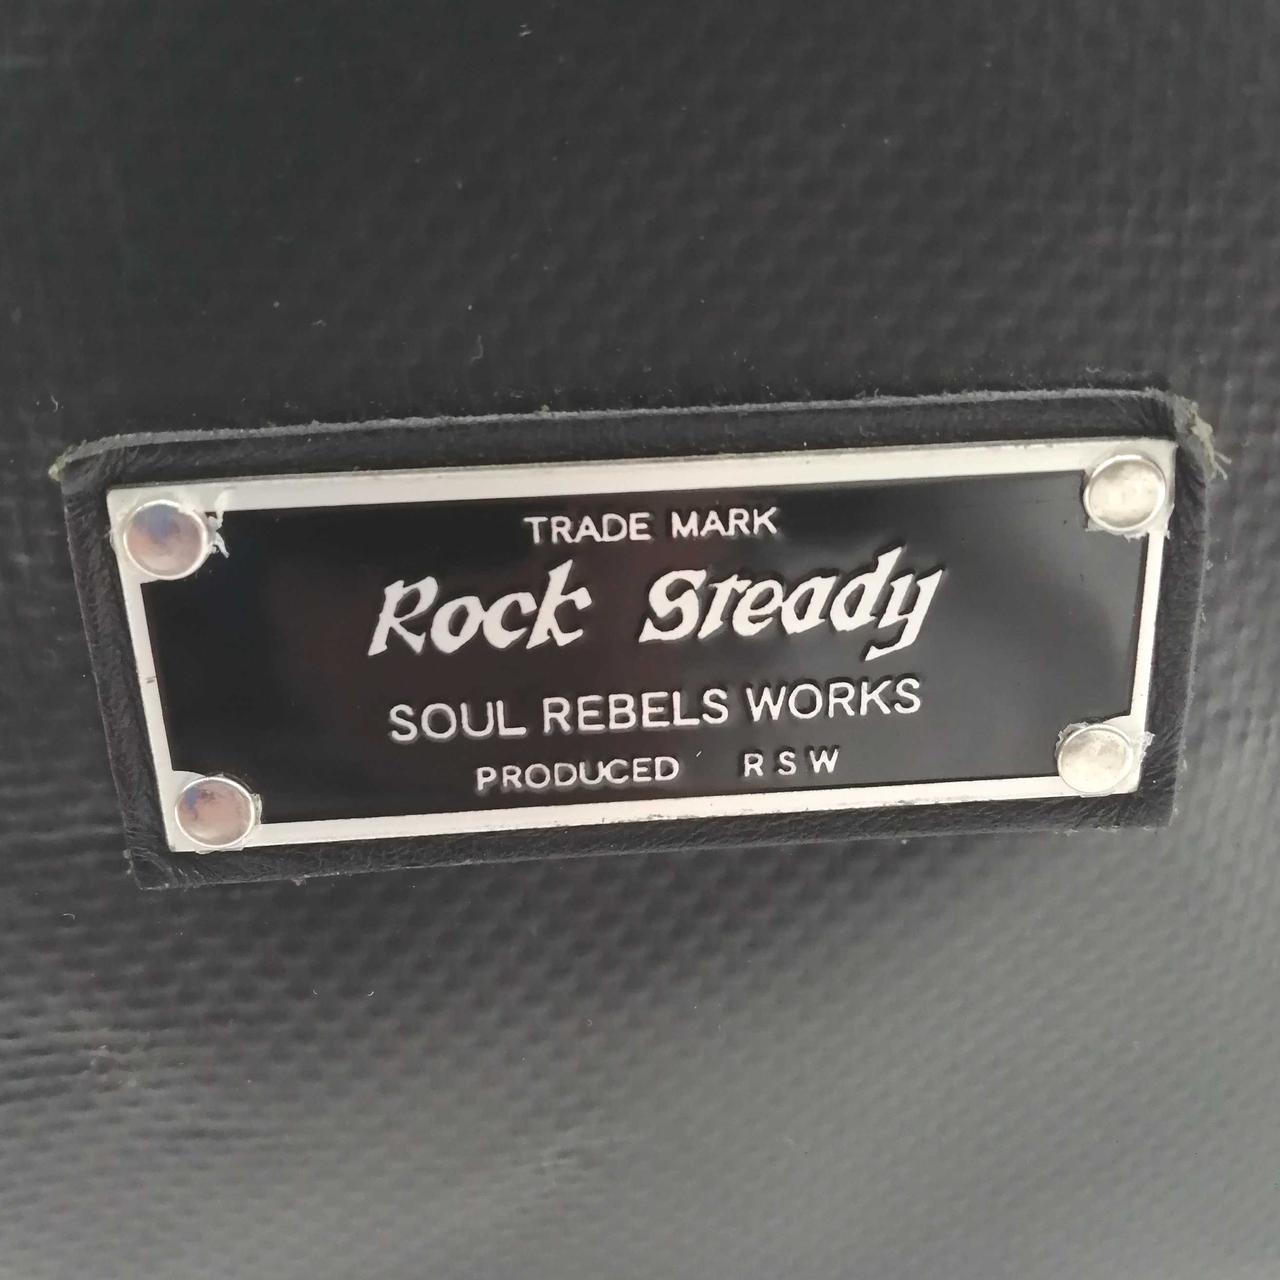 TRADE MARK
Rock Steady
SOUL REBELS WORKS
PRODUCED RSW